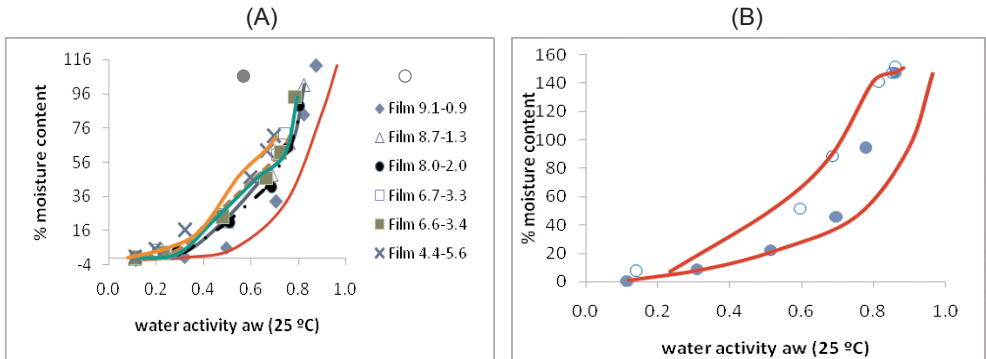 (A)
116
96
76
56
36
16
-4
0.0
0.2
0.4
0.6
0.8
1.0
% moisture content
water activity aw (25 ºC)
Film 9.1-0.9
Film 8.7-1.3
Film 8.0-2.0
Film 6.7-3.3
Film 6.6-3.4
Film 4.4-5.6
(B)
160
140
120
100
80
60
40
20
0
0.0
0.2
0.4
0.6
0.8
1.0
% moisture content
water activity aw (25 ºC)